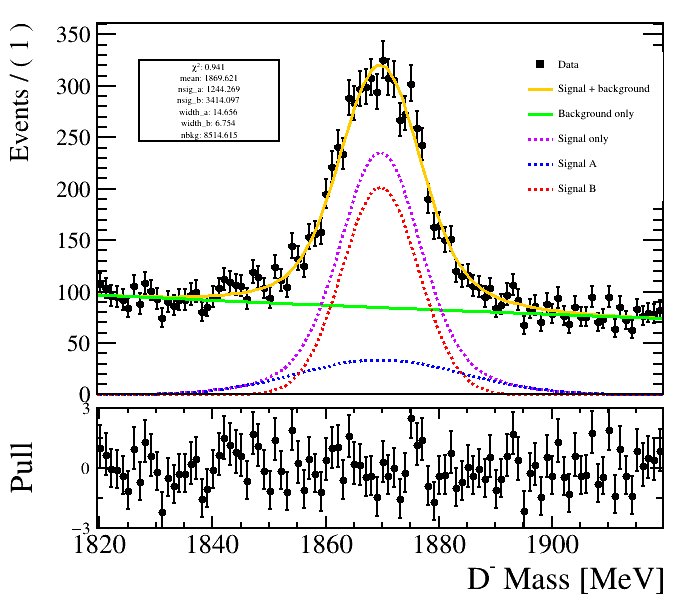 Events / ( 1 )
350
300
250
200
150
100
50
0
χ²: 0.941
mean: 1869.621
nsig_a: 1244.269
nsig_b: 3414.097
width_a: 14.656
width_b: 6.754
nbkg: 8514.615
Data
Signal + background
Background only
Signal only
Signal A
Signal B
Pull
3
0
−3
1820 1840 1860 1880 1900
D⁻ Mass [MeV]